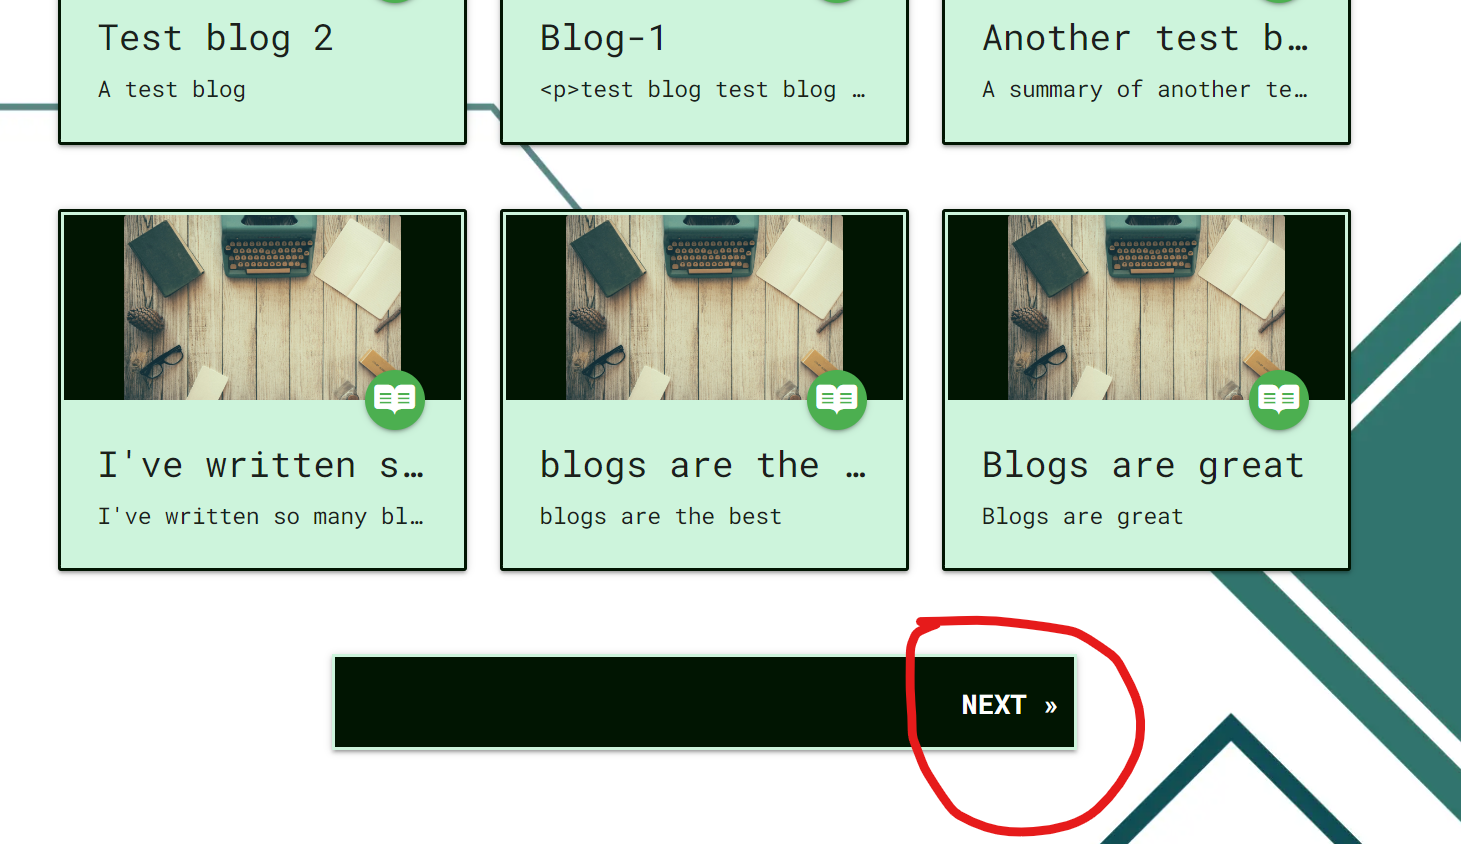 Test blog 2
A test blog
Blog-1
<p>test blog test blog …
Another test b…
A summary of another te…
I've written s…
I've written so many bl…
blogs are the …
blogs are the best
Blogs are great
Blogs are great
NEXT »